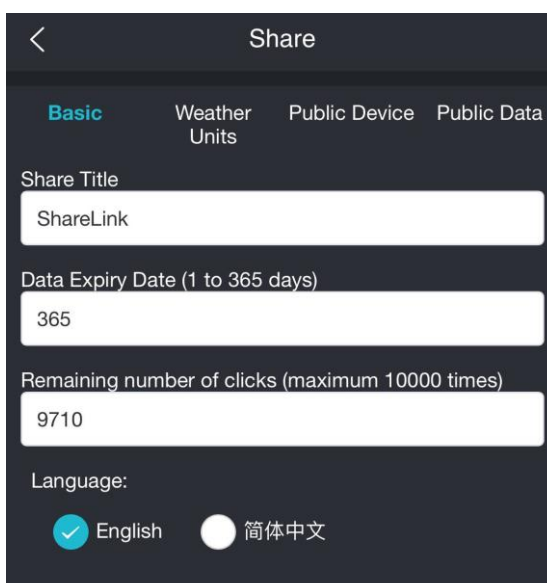 Share
Basic
Weather Units
Public Device
Public Data
Share Title
ShareLink
Data Expiry Date (1 to 365 days)
365
Remaining number of clicks (maximum 10000 times)
9710
Language:
English
简体中文